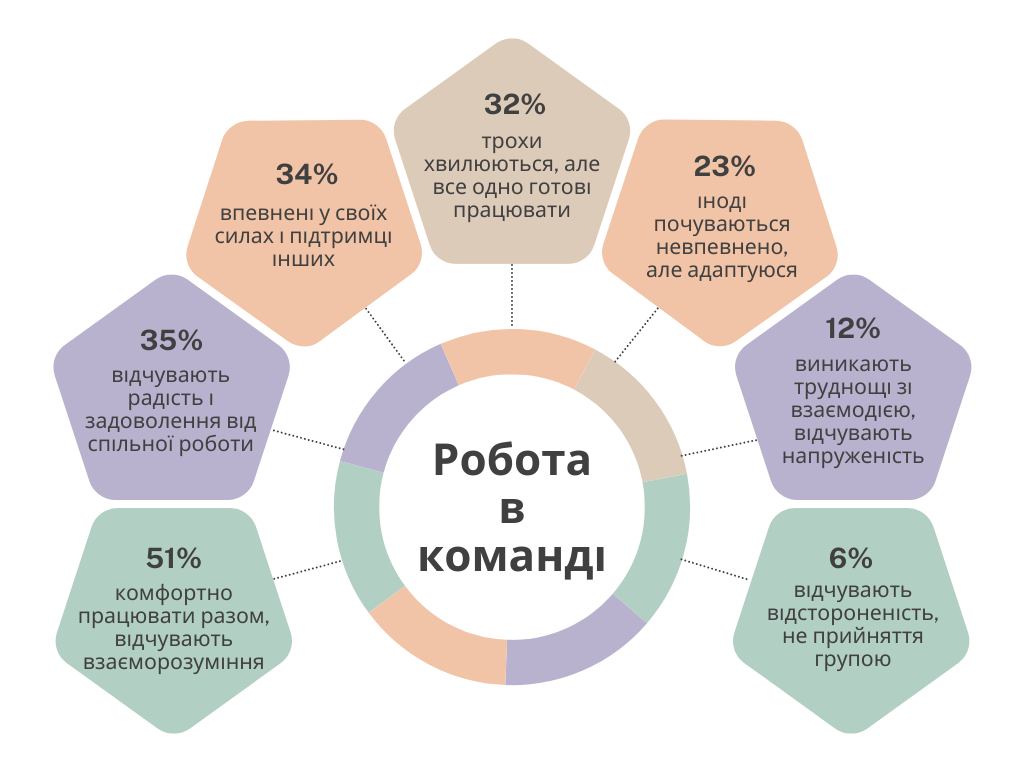 32%
трохи
хвилюються, але
все одно готові
працювати
34%
впевнені у своїх
силах і підтримці
інших
23%
іноді
почуваються
невпевнено,
але адаптуюся
35%
відчувають
радість і
задоволення від
спільної роботи
12%
виникають
труднощі зі
взаємодією,
відчувають
напруженість
Робота
в
команді
51%
комфортно
працювати разом,
відчувають
взаєморозуміння
6%
відчувають
відстороненість,
не прийняття
групою